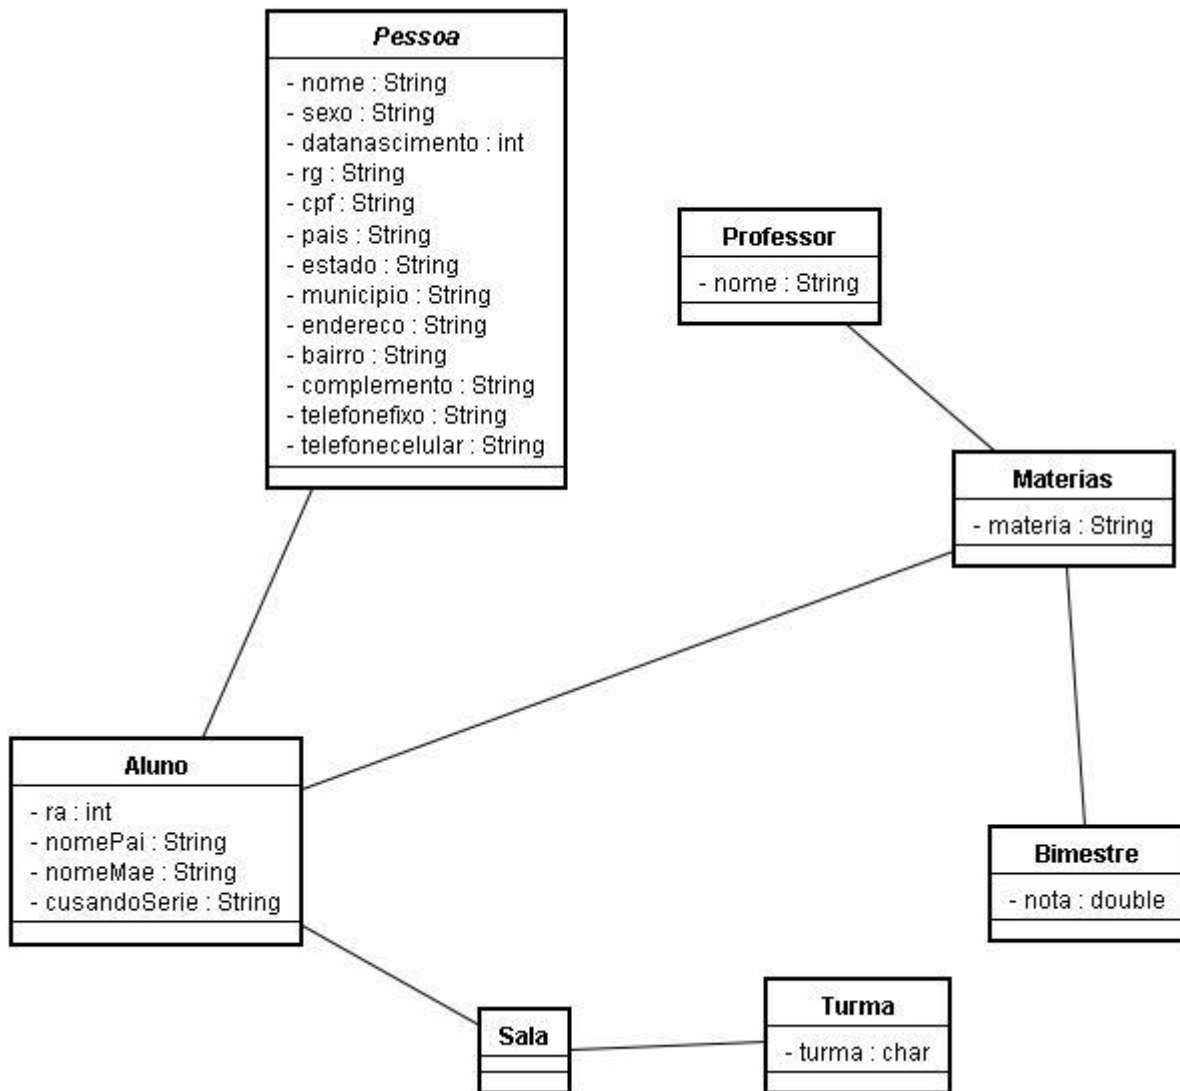 Pessoa
- nome : String
- sexo : String
- datanascimento : int
- rg : String
- cpf : String
- pais : String
- estado : String
- municipio : String
- endereco : String
- bairro : String
- complemento : String
- telefonefixo : String
- telefonecelular : String
Professor
- nome : String
Materias
- materia : String
Aluno
- ra : int
- nomePai : String
- nomeMae : String
- cusandoSerie : String
Bimestre
- nota : double
Sala
Turma
- turma : char